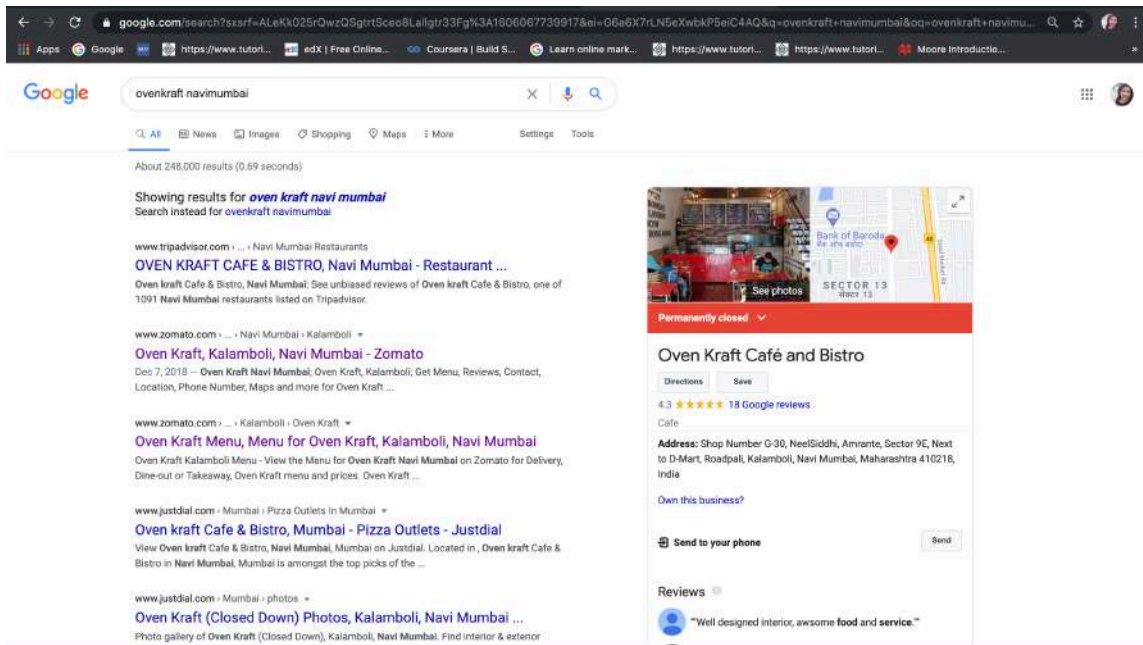 google.com/search?sxsrf=ALeKk025rQwzQSgtrtSceo8Lallgtr33Fg%3A1606067739917&ei=G6a6X7rLN5eXwbkP5eiC4AQ&q=ovenkraft+navimumbai&oq=ovenkraft+navimu...
Apps Google https://www.tutori... edX | Free Online... Coursera | Build S... Learn online mark... https://www.tutori... https://www.tutori... Moore Introductio... »
Google ovenkraft navimumbai
All News Images Shopping Maps More Settings Tools
About 248,000 results (0.69 seconds)
Showing results for oven kraft navi mumbai
Search instead for ovenkraft navimumbai
www.tripadvisor.com › ... › Navi Mumbai Restaurants
OVEN KRAFT CAFE & BISTRO, Navi Mumbai - Restaurant ...
Oven kraft Cafe & Bistro, Navi Mumbai: See unbiased reviews of Oven kraft Cafe & Bistro, one of
1091 Navi Mumbai restaurants listed on Tripadvisor.
www.zomato.com › ... › Navi Mumbai › Kalamboli
Oven Kraft, Kalamboli, Navi Mumbai - Zomato
Dec 7, 2018 — Oven Kraft Navi Mumbai; Oven Kraft, Kalamboli; Get Menu, Reviews, Contact,
Location, Phone Number, Maps and more for Oven Kraft ...
www.zomato.com › ... › Kalamboli › Oven Kraft
Oven Kraft Menu, Menu for Oven Kraft, Kalamboli, Navi Mumbai
Oven Kraft Kalamboli Menu - View the Menu for Oven Kraft Navi Mumbai on Zomato for Delivery,
Dine-out or Takeaway, Oven Kraft menu and prices. Oven Kraft ...
www.justdial.com › Mumbai › Pizza Outlets In Mumbai
Oven kraft Cafe & Bistro, Mumbai - Pizza Outlets - Justdial
View Oven kraft Cafe & Bistro, Navi Mumbai, Mumbai on Justdial. Located in , Oven kraft Cafe &
Bistro in Navi Mumbai, Mumbai is amongst the top picks of the ...
www.justdial.com › Mumbai › photos
Oven Kraft (Closed Down) Photos, Kalamboli, Navi Mumbai ...
Photo gallery of Oven Kraft (Closed Down), Kalamboli, Navi Mumbai. Find interior & exterior
See photos
Bank of Baroda
SECTOR 13
सेक्टर 13
Permanently closed
Oven Kraft Café and Bistro
Directions Save
4.3 18 Google reviews
Cafe
Address: Shop Number G-30, NeelSiddhi, Amrante, Sector 9E, Next
to D-Mart, Roadpali, Kalamboli, Navi Mumbai, Maharashtra 410218,
India
Own this business?
Send to your phone Send
Reviews
"Well designed interior, awsome food and service."